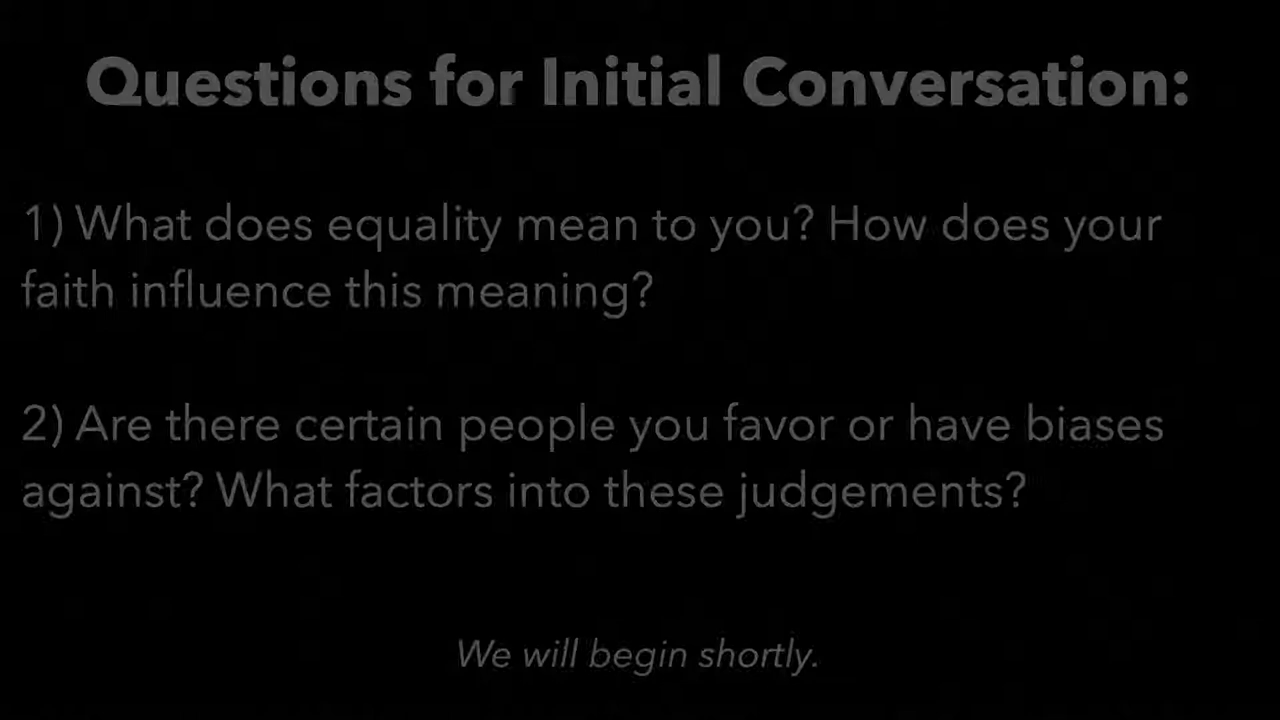 Questions for Initial Conversation:
1) What does equality mean to you? How does your
faith influence this meaning?
2) Are there certain people you favor or have biases
against? What factors into these judgements?
We will begin shortly.